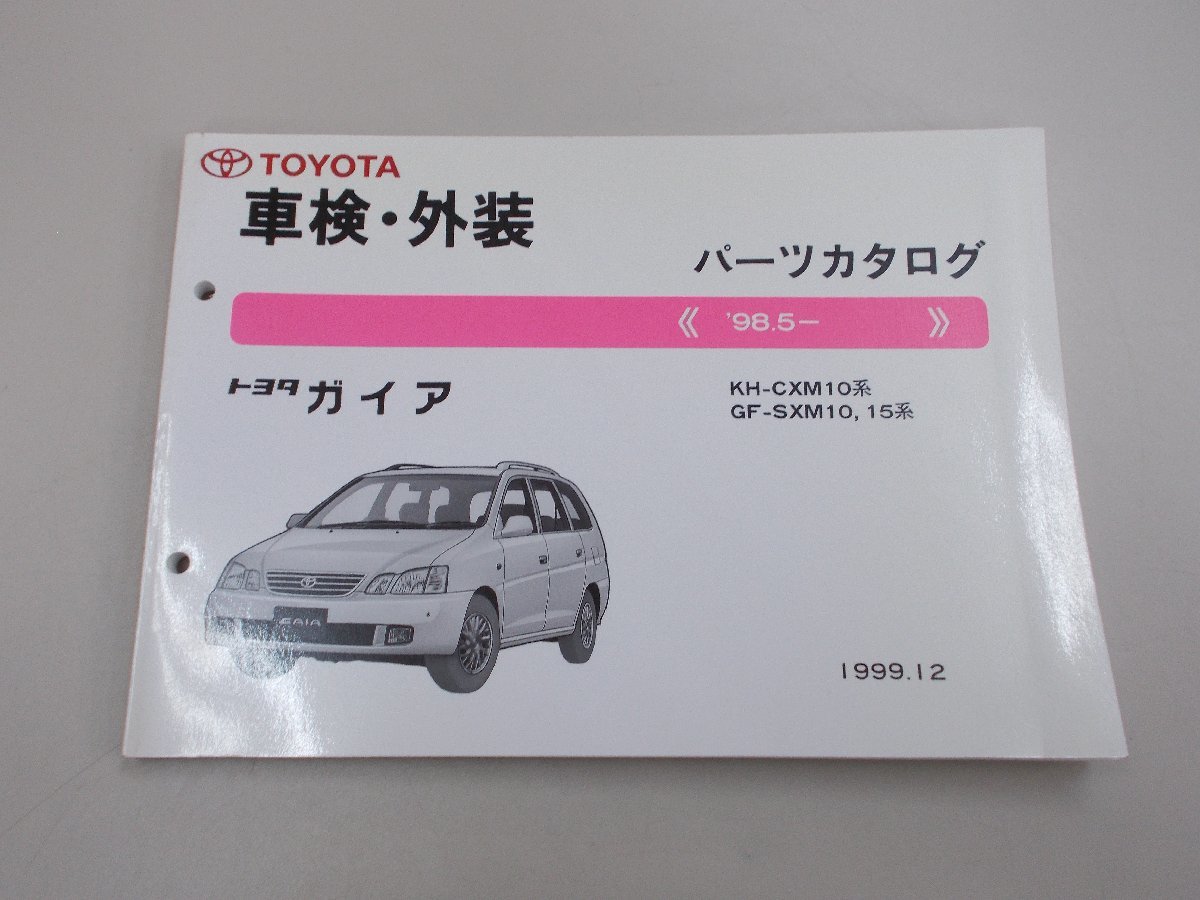 TOYOTA
車検・外装
パーツカタログ
《 '98.5— 》
トヨタ ガイア
KH-CXM10系
GF-SXM10, 15系
GAIA
1999.12